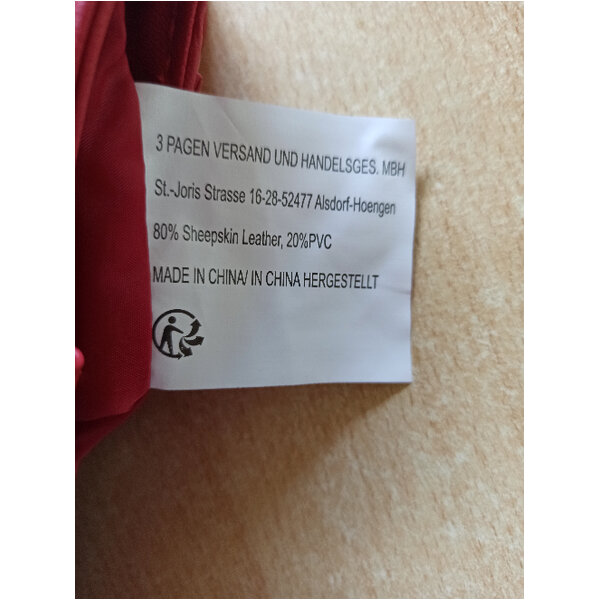 3 PAGEN VERSAND UND HANDELSGES. MBH
St.-Joris Strasse 16-28-52477 Alsdorf-Hoengen
80% Sheepskin Leather, 20%PVC
MADE IN CHINA/ IN CHINA HERGESTELLT